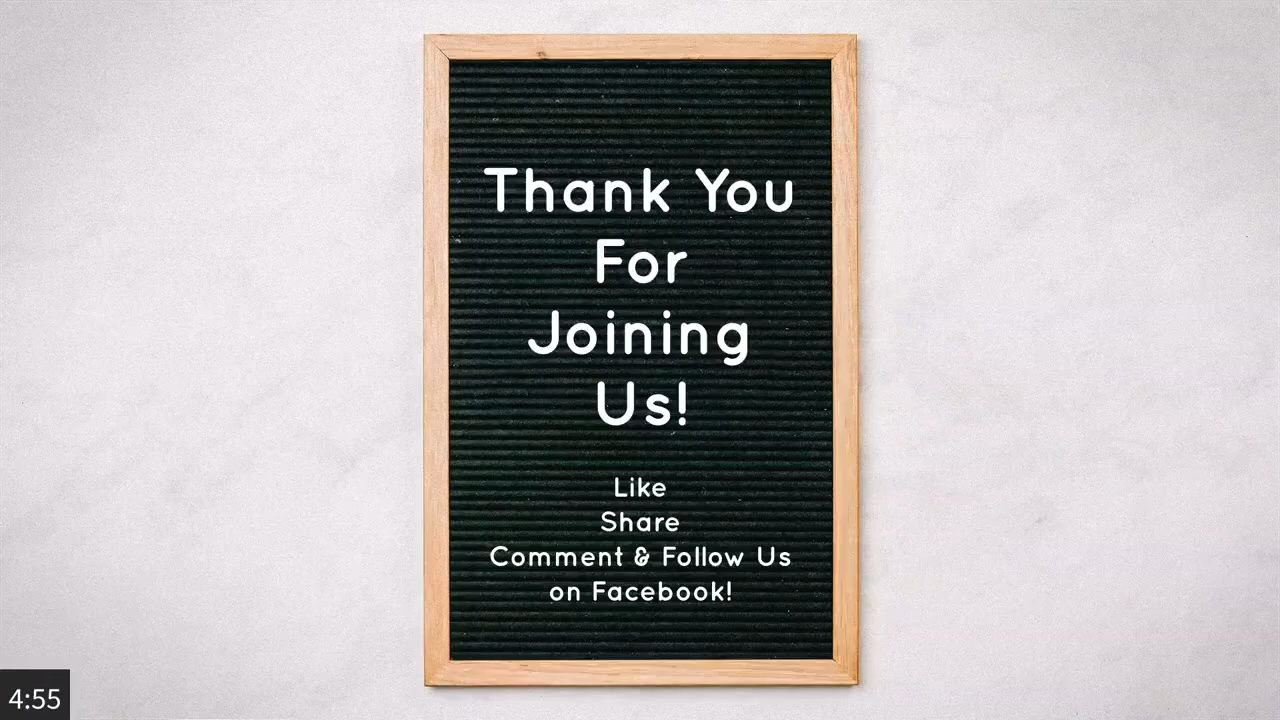 Thank You
For
Joining
Us!
Like
Share
Comment & Follow Us
on Facebook!
4:55